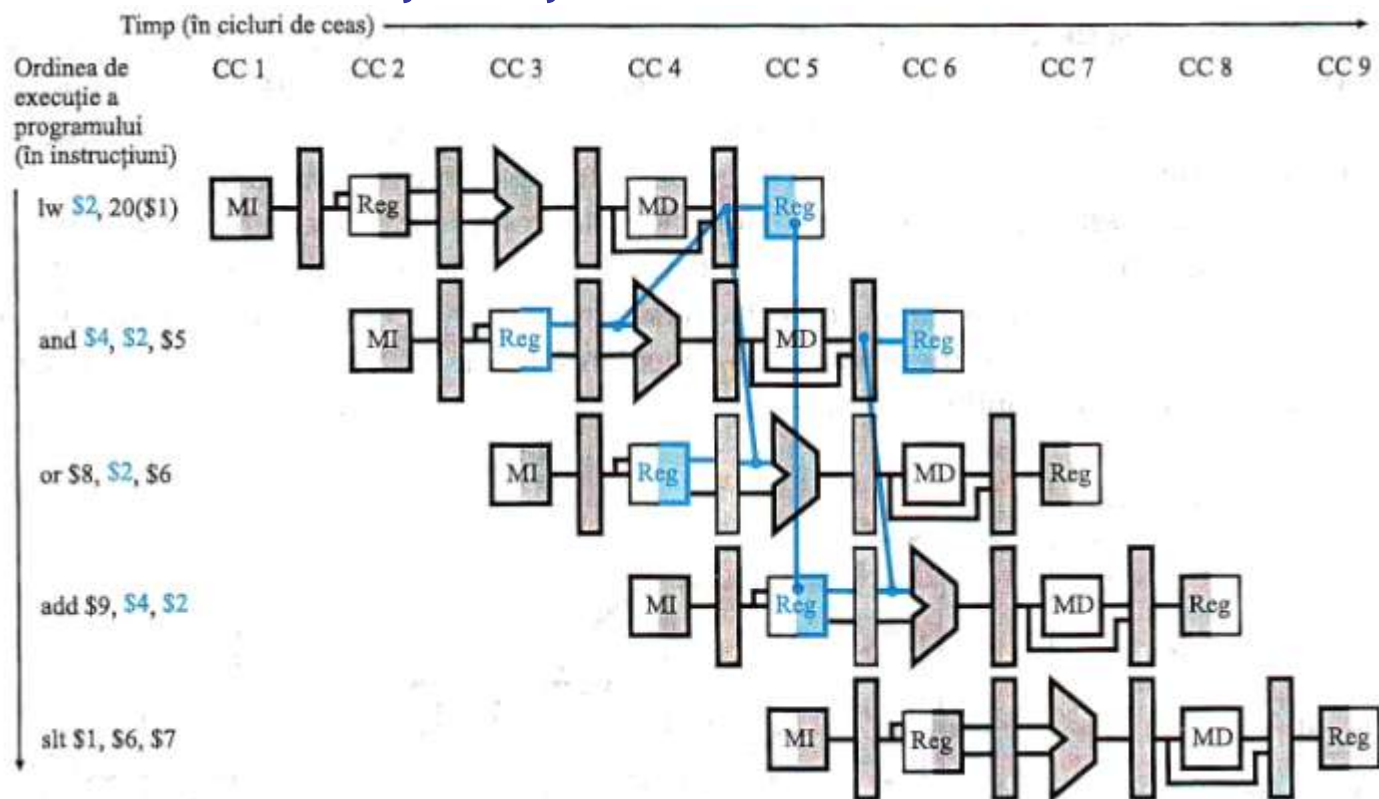 Timp (în cicluri de ceas)
Ordinea de
execuție a
programului
(în instrucțiuni)
CC 1 CC 2 CC 3 CC 4 CC 5 CC 6 CC 7 CC 8 CC 9
lw $2, 20($1) MI Reg MD Reg
and $4, $2, $5 MI Reg MD Reg
or $8, $2, $6 MI Reg MD Reg
add $9, $4, $2 MI Reg MD Reg
slt $1, $6, $7 MI Reg MD Reg